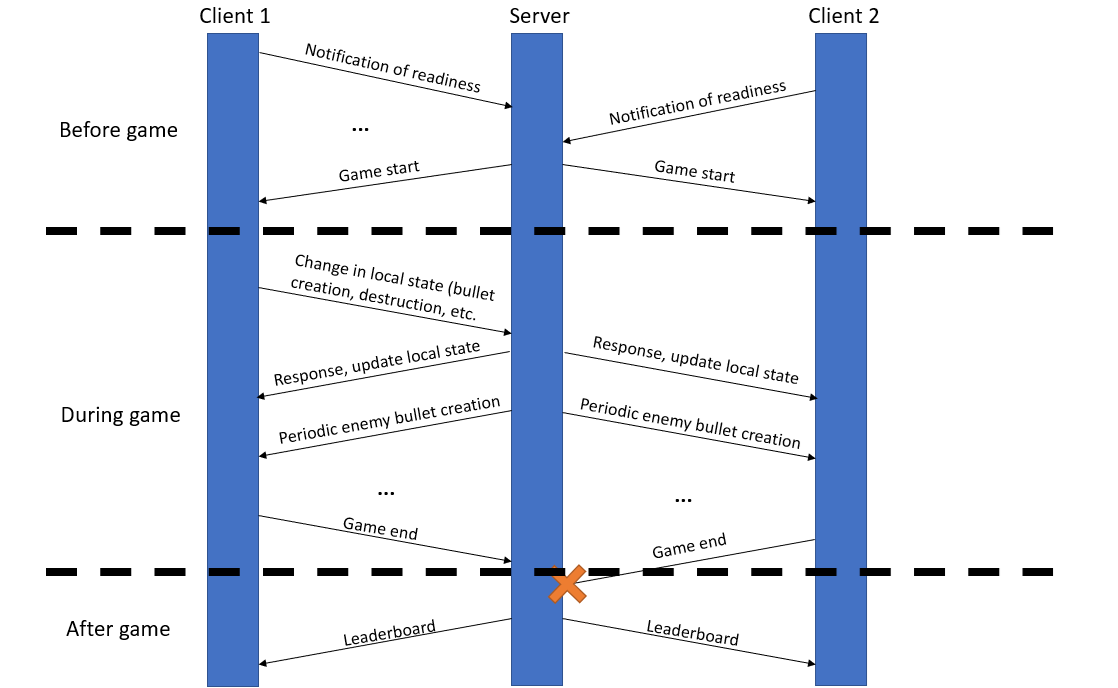 Client 1
Server
Client 2
Notification of readiness
Notification of readiness
Before game
...
Game start
Game start
Change in local state (bullet
creation, destruction, etc.
Response, update local state
Response, update local state
Periodic enemy bullet creation
Periodic enemy bullet creation
During game
...
...
Game end
Game end
After game
Leaderboard
Leaderboard